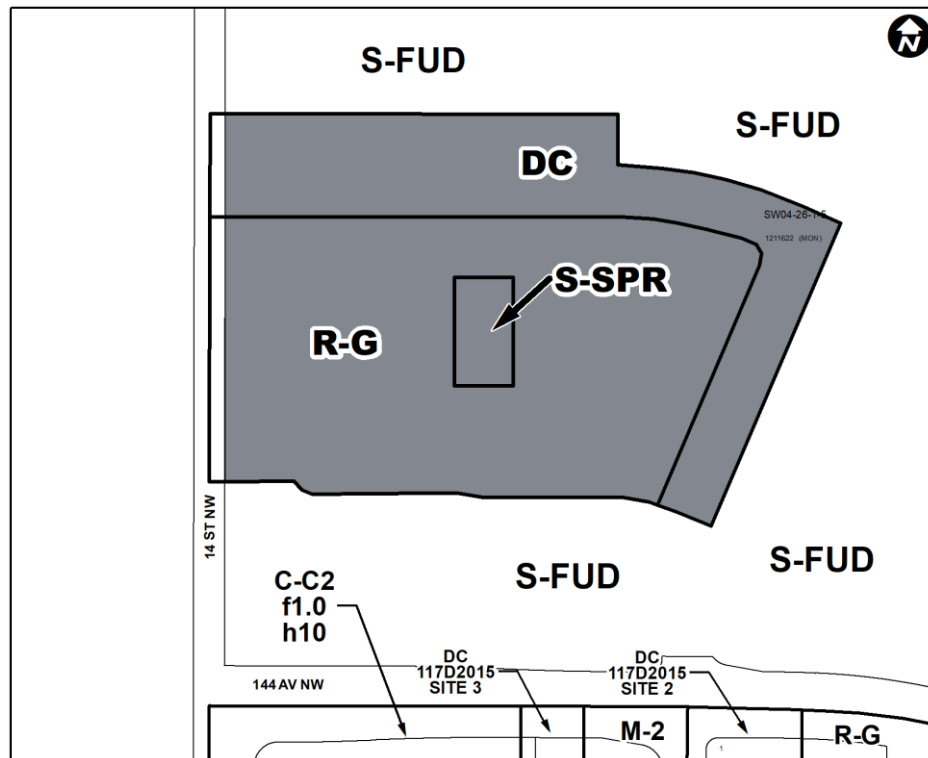 N
S-FUD
S-FUD
DC
SW04-26-1-5
1211622 (MON)
S-SPR
R-G
14 ST NW
S-FUD
S-FUD
C-C2
f1.0
h10
DC
117D2015
SITE 3
DC
117D2015
SITE 2
144 AV NW
M-2
R-G
1